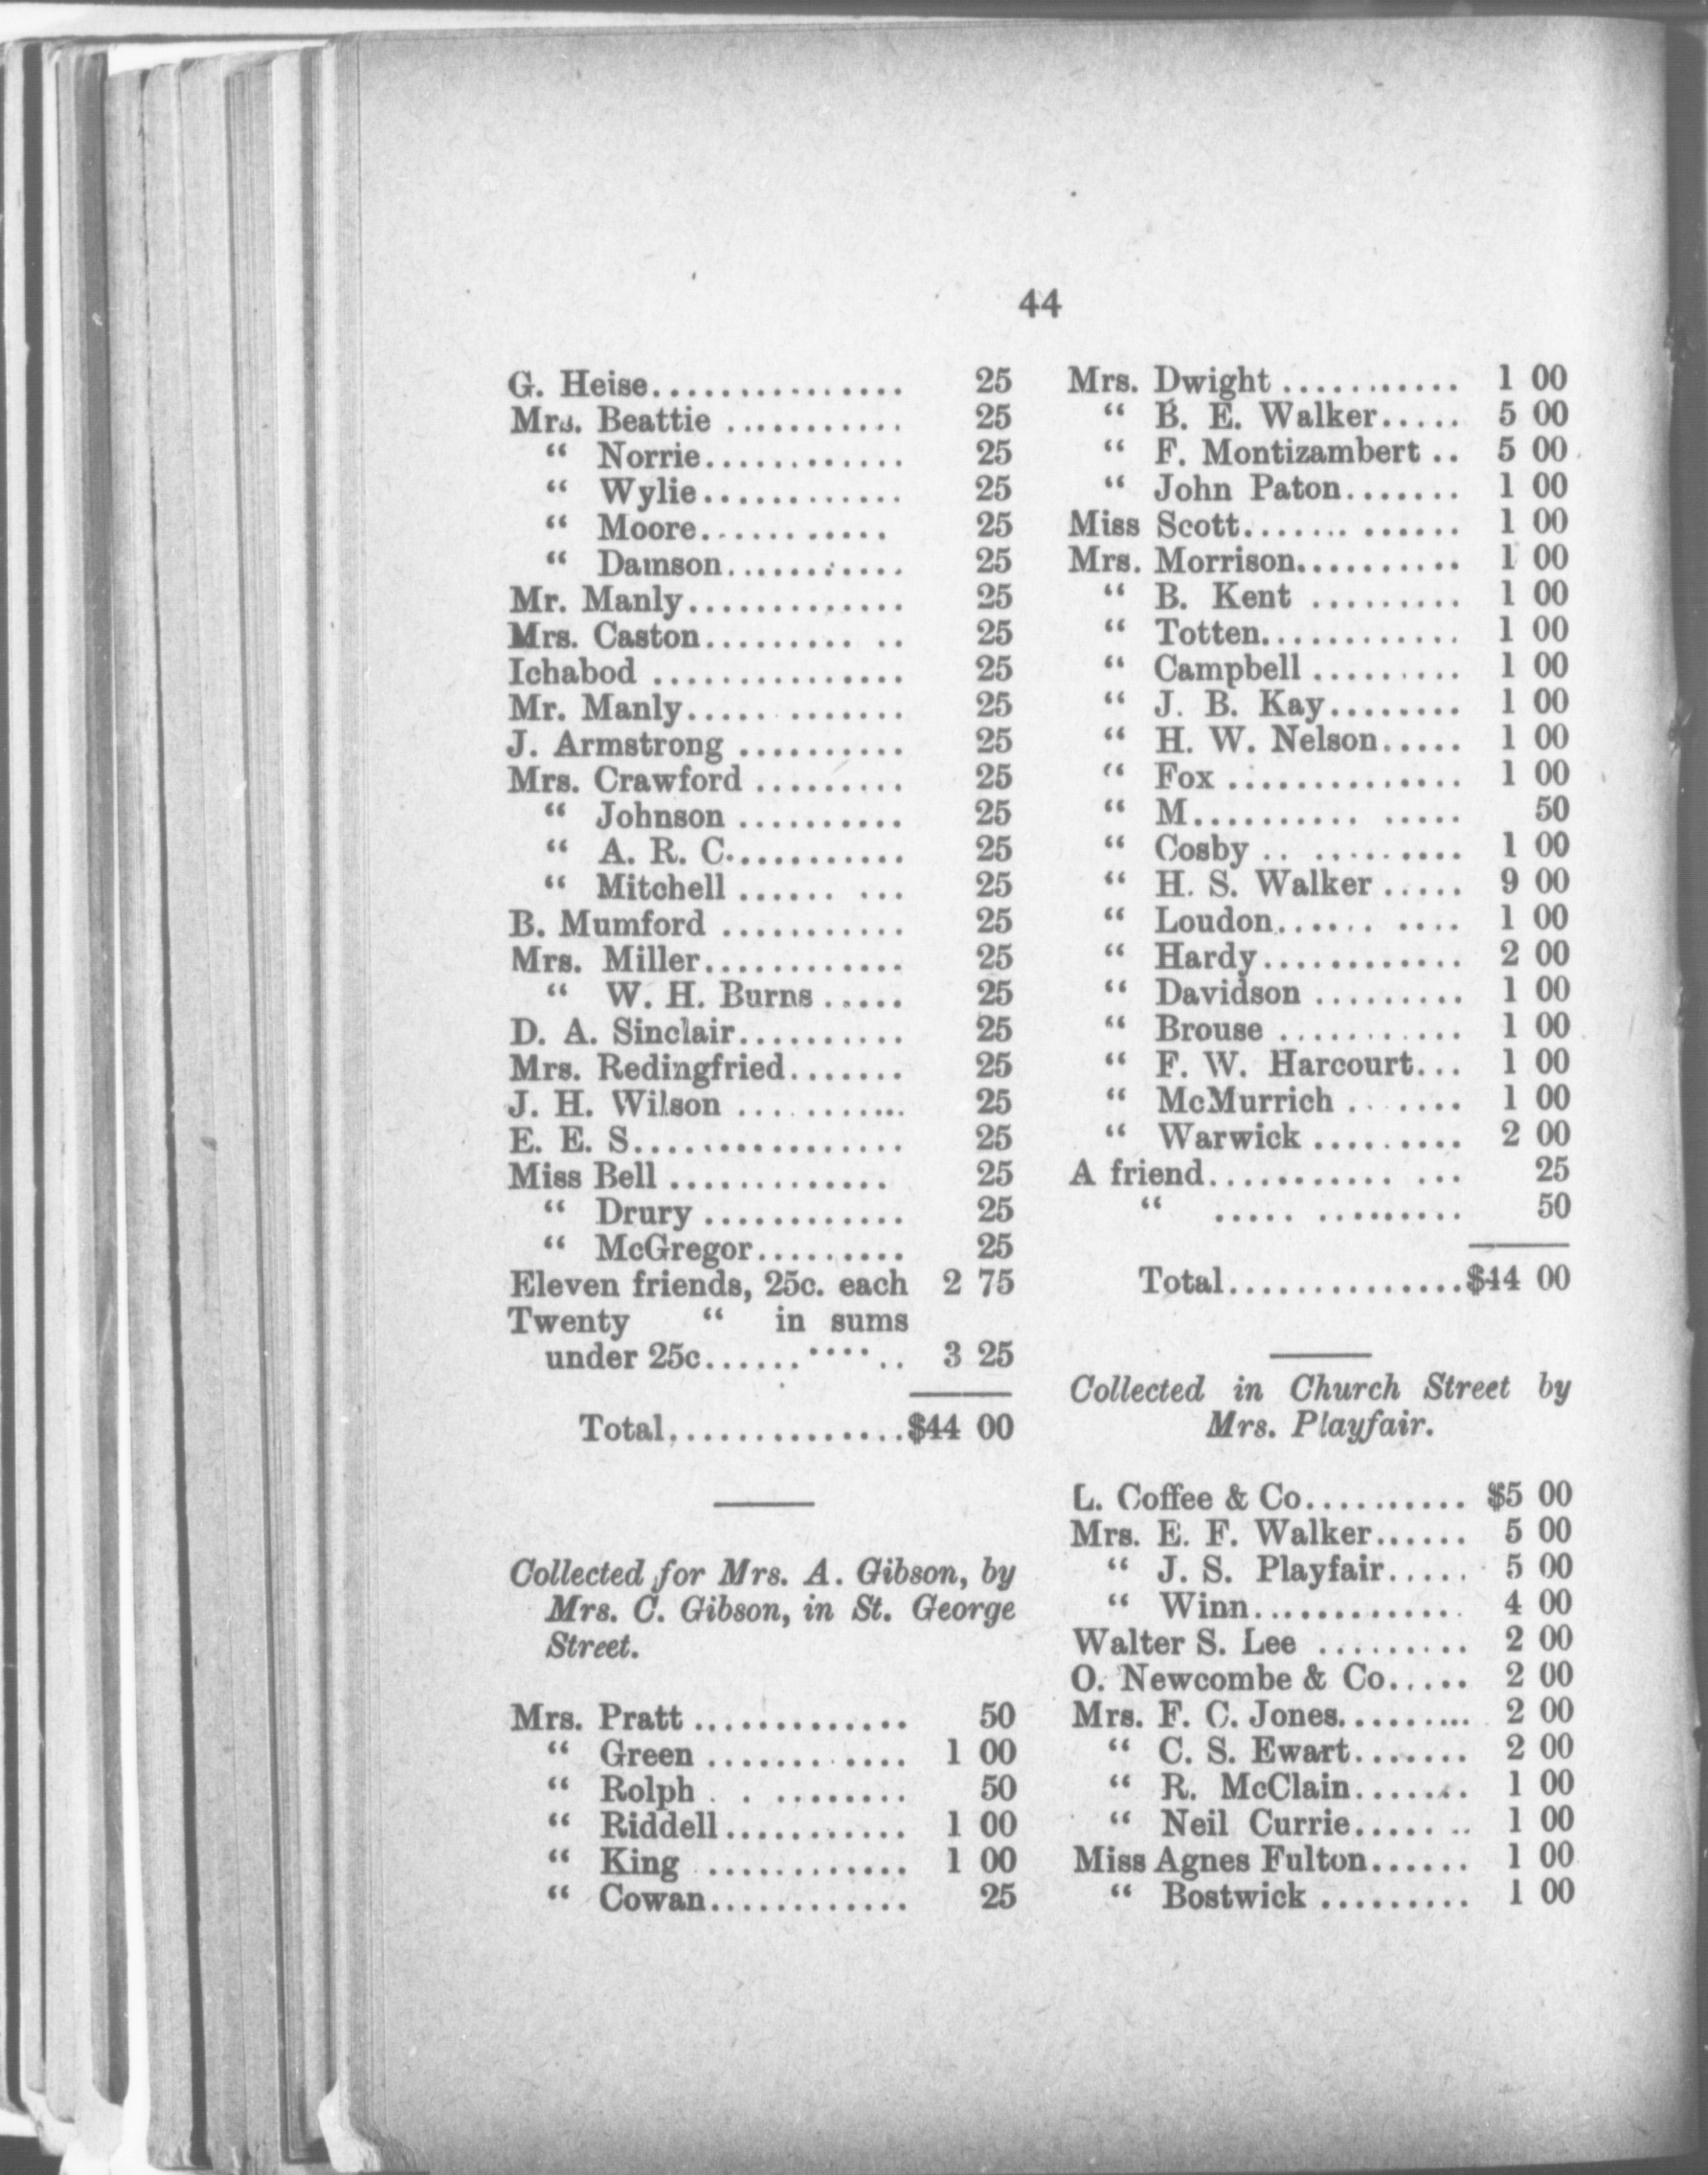 44
G. Heise................ 25
Mrs. Beattie ........... 25
“ Norrie............ 25
“ Wylie............ 25
“ Moore........... 25
“ Damson........... 25
Mr. Manly............. 25
Mrs. Caston......... .. 25
Ichabod ............... 25
Mr. Manly..... ....... 25
J. Armstrong .......... 25
Mrs. Crawford ......... 25
“ Johnson .......... 25
“ A. R. C........... 25
“ Mitchell ...... ... 25
B. Mumford ........... 25
Mrs. Miller............ 25
“ W. H. Burns ..... 25
D. A. Sinclair.......... 25
Mrs. Redingfried....... 25
J. H. Wilson ........... 25
E. E. S................. 25
Miss Bell ............. 25
“ Drury ............ 25
“ McGregor......... 25
Eleven friends, 25c. each 2 75
Twenty “ in sums
under 25c............ 3 25
Total...............$44 00
Collected for Mrs. A. Gibson, by
Mrs. C. Gibson, in St. George
Street.
Mrs. Pratt ............. 50
“ Green ............ 1 00
“ Rolph . . ........ 50
“ Riddell........... 1 00
“ King ............ 1 00
“ Cowan............ 25
Mrs. Dwight ........... 1 00
“ B. E. Walker..... 5 00
“ F. Montizambert .. 5 00
“ John Paton....... 1 00
Miss Scott....... ...... 1 00
Mrs. Morrison.......... 1 00
“ B. Kent ......... 1 00
“ Totten............ 1 00
“ Campbell ......... 1 00
“ J. B. Kay........ 1 00
“ H. W. Nelson..... 1 00
“ Fox .............. 1 00
“ M.......... ..... 50
“ Cosby .. ......... 1 00
“ H. S. Walker ..... 9 00
“ Loudon...... .... 1 00
“ Hardy............ 2 00
“ Davidson ......... 1 00
“ Brouse ........... 1 00
“ F. W. Harcourt... 1 00
“ McMurrich ....... 1 00
“ Warwick ......... 2 00
A friend........... ... 25
“ ..... ......... 50
Total...............$44 00
Collected in Church Street by
Mrs. Playfair.
L. Coffee & Co.......... $5 00
Mrs. E. F. Walker...... 5 00
“ J. S. Playfair..... 5 00
“ Winn............. 4 00
Walter S. Lee ......... 2 00
O. Newcombe & Co..... 2 00
Mrs. F. C. Jones......... 2 00
“ C. S. Ewart....... 2 00
“ R. McClain....... 1 00
“ Neil Currie....... 1 00
Miss Agnes Fulton...... 1 00
“ Bostwick ......... 1 00